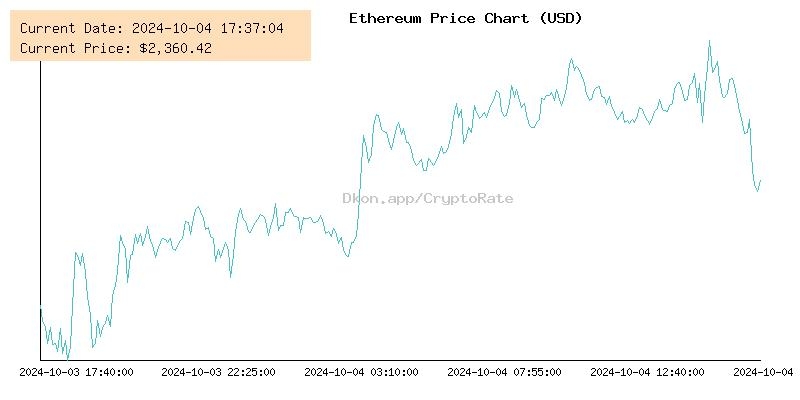 Ethereum Price Chart (USD)
Current Date: 2024-10-04 17:37:04
Current Price: $2,360.42
Dkon.app/CryptoRate
2024-10-03 17:40:00
2024-10-03 22:25:00
2024-10-04 03:10:00
2024-10-04 07:55:00
2024-10-04 12:40:00
2024-10-04